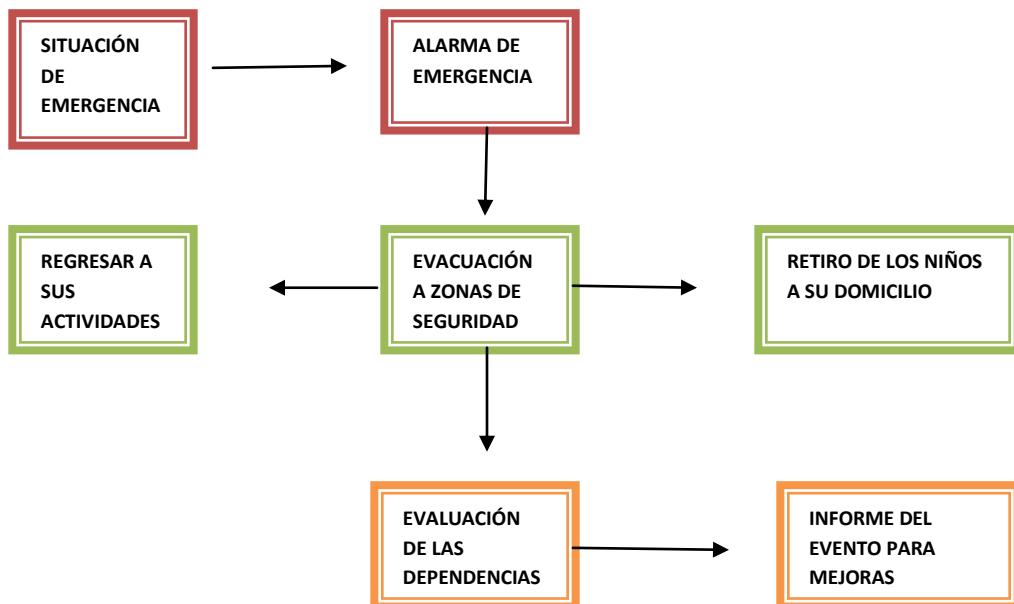 SITUACIÓN
DE
EMERGENCIA
ALARMA DE
EMERGENCIA
REGRESAR A
SUS
ACTIVIDADES
EVACUACIÓN
A ZONAS DE
SEGURIDAD
RETIRO DE LOS NIÑOS
A SU DOMICILIO
EVALUACIÓN
DE LAS
DEPENDENCIAS
INFORME DEL
EVENTO PARA
MEJORAS